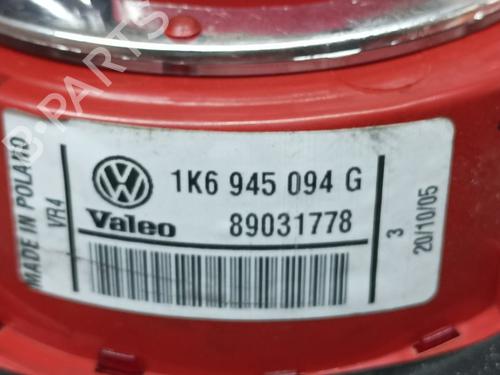 MADE IN POLAND
VR4
1K6 945 094 G
Valeo 89031778
3
20/10/05
B-PARTS